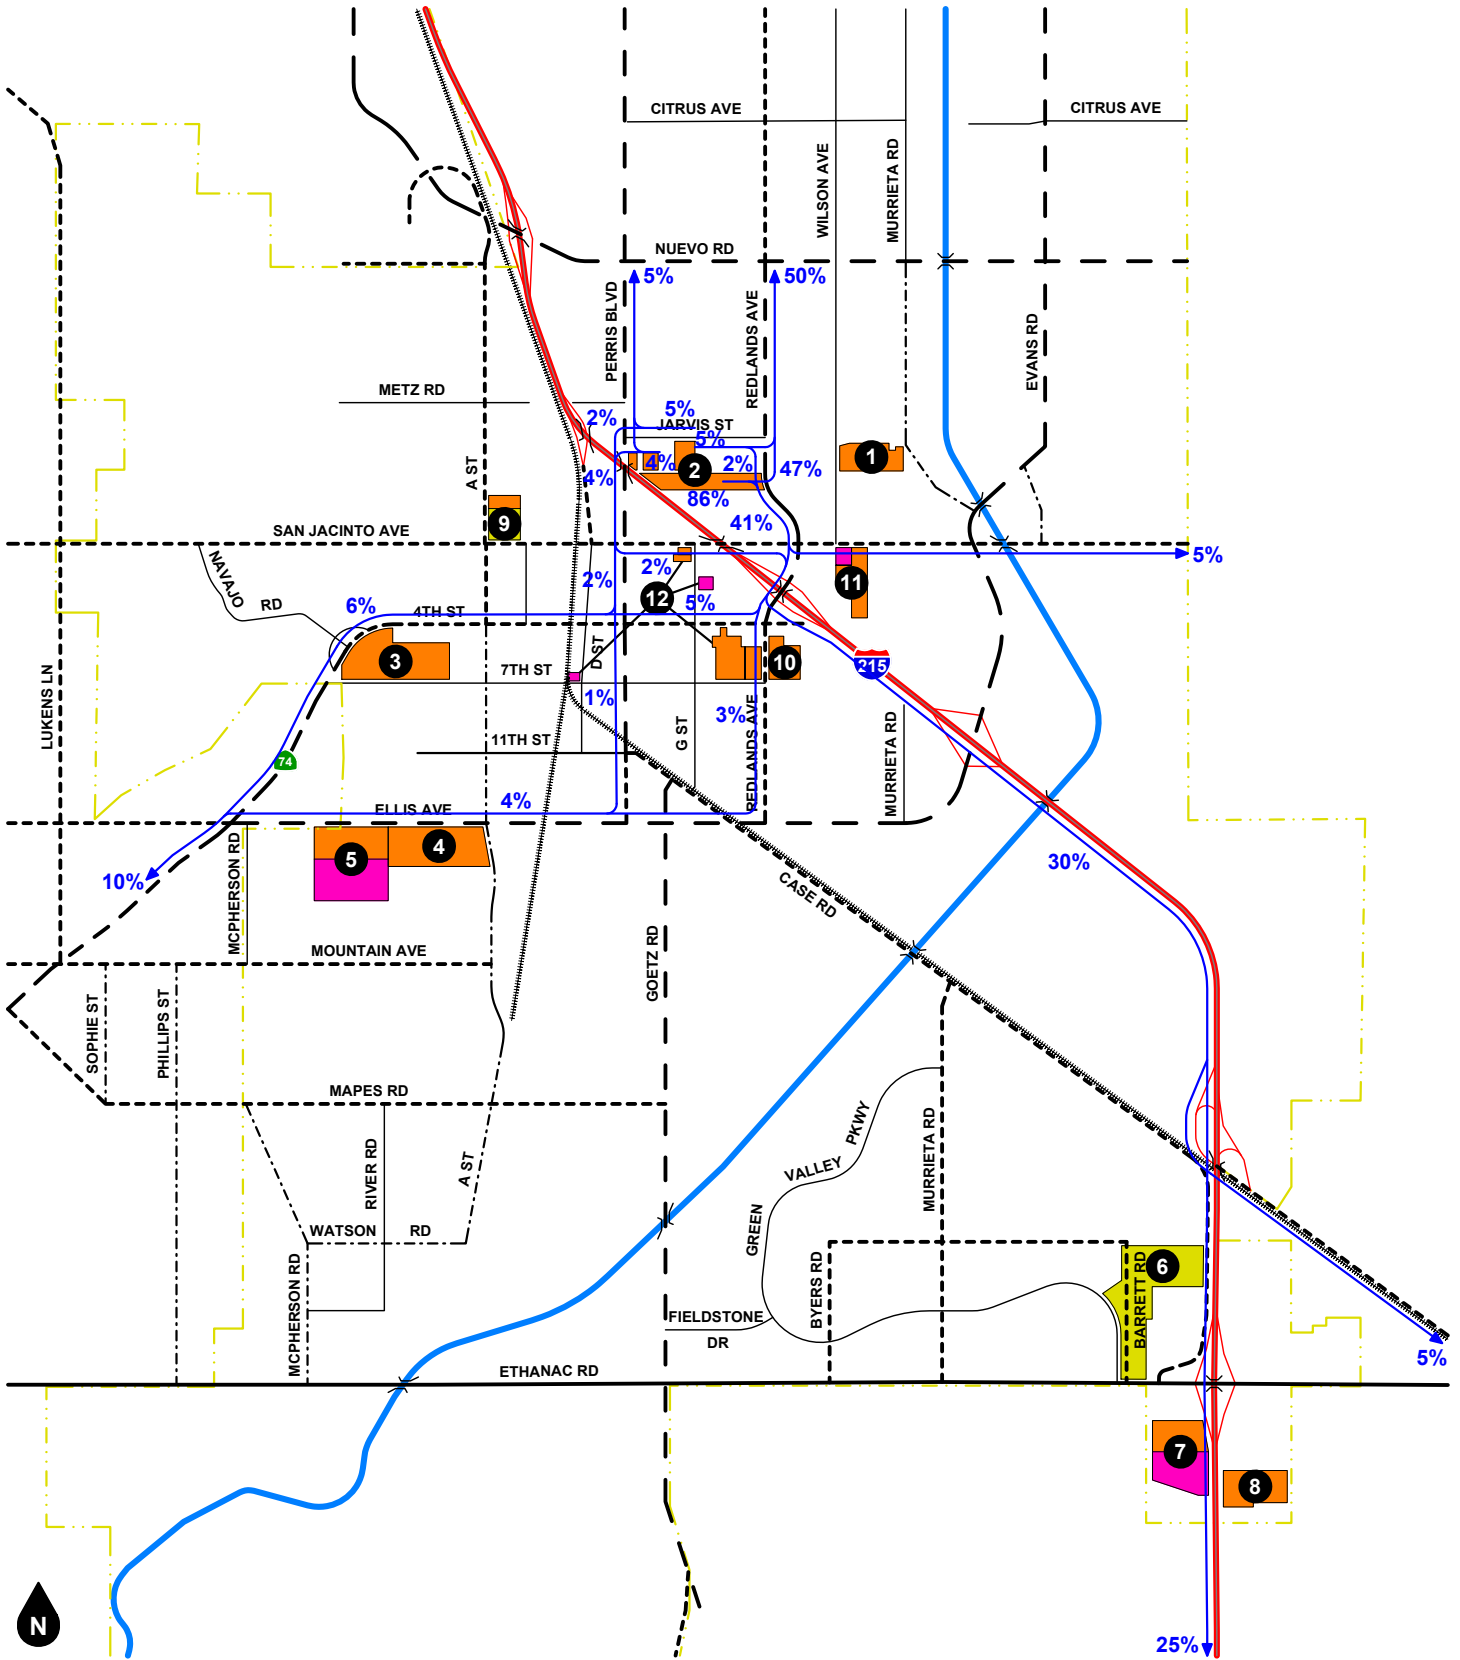 CITRUS AVE
CITRUS AVE
WILSON AVE
MURRIETA RD
NUEVO RD
5%
50%
PERRIS BLVD
REDLANDS AVE
EVANS RD
METZ RD
2%
5%
JARVIS ST
5%
1
4%
4%
2
2%
47%
86%
A ST
9
41%
SAN JACINTO AVE
5%
NAVAJO
RD
2%
2%
12
5%
11
6%
4TH ST
3
7TH ST
D ST
10
215
LUKENS LN
1%
3%
G ST
REDLANDS AVE
MURRIETA RD
11TH ST
74
4%
ELLIS AVE
MCPHERSON RD
5
4
10%
30%
CASE RD
MOUNTAIN AVE
GOETZ RD
SOPHIE ST
PHILLIPS ST
MAPES RD
RIVER RD
A ST
PKWY
VALLEY
GREEN
MURRIETA RD
WATSON
RD
MCPHERSON RD
BYERS RD
BARRETT RD
6
FIELDSTONE
DR
5%
ETHANAC RD
7
8
N
25%